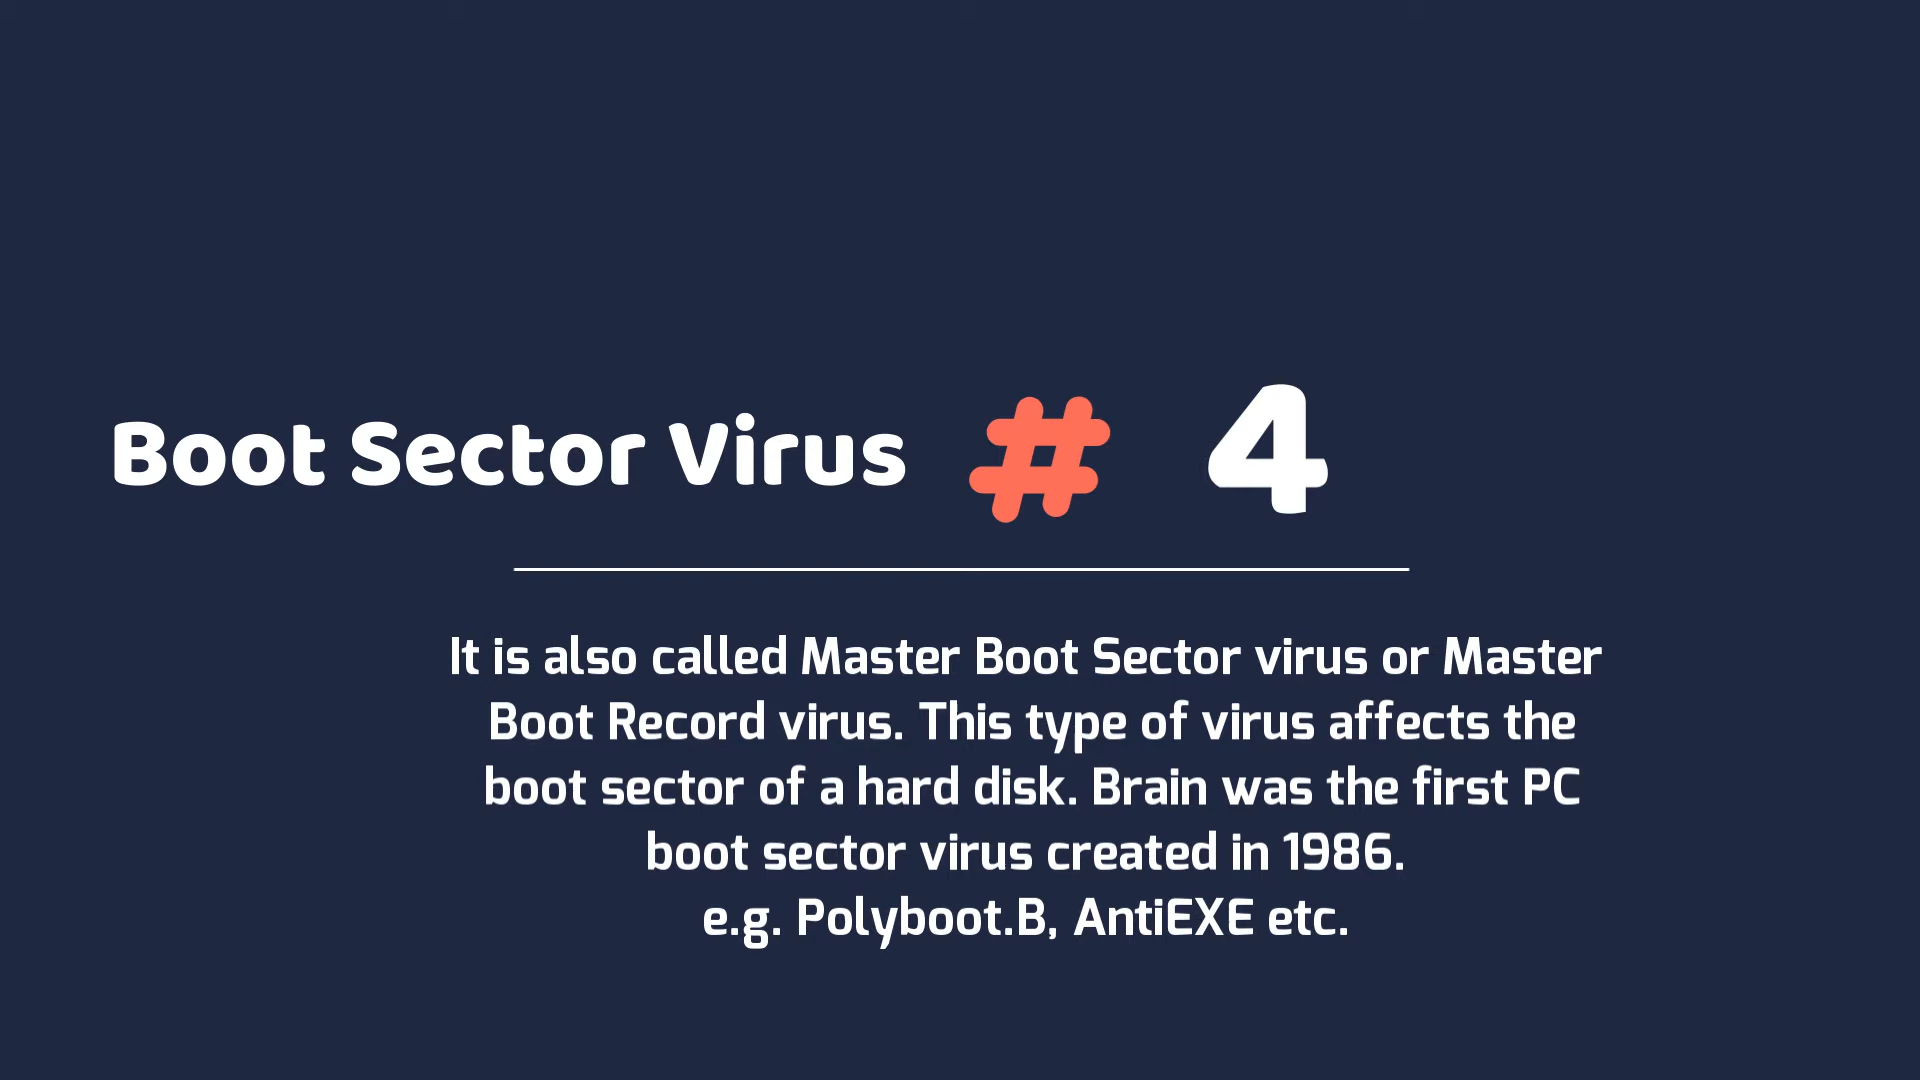 Boot Sector Virus # 4
It is also called Master Boot Sector virus or Master
Boot Record virus. This type of virus affects the
boot sector of a hard disk. Brain was the first PC
boot sector virus created in 1986.
e.g. Polyboot.B, AntiEXE etc.